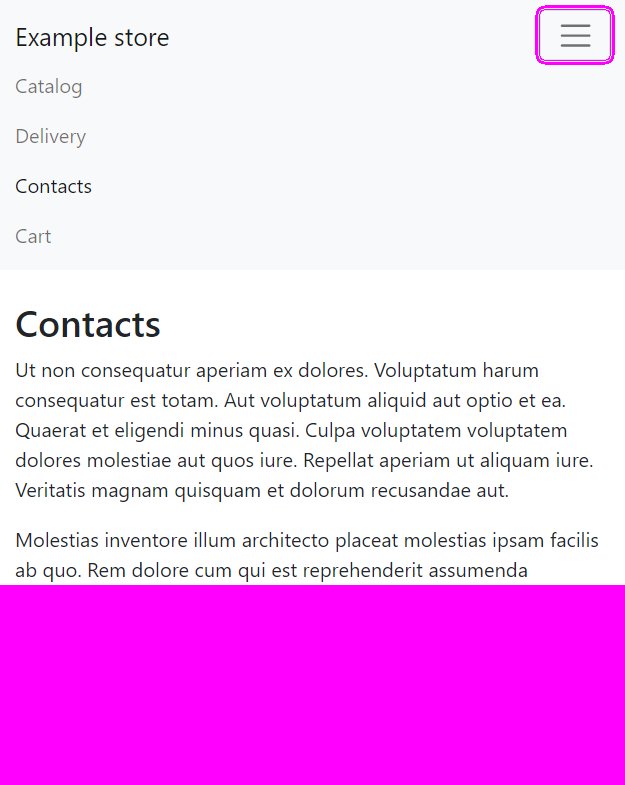 Example store
Catalog
Delivery
Contacts
Cart
Contacts
Ut non consequatur aperiam ex dolores. Voluptatum harum
consequatur est totam. Aut voluptatum aliquid aut optio et ea.
Quaerat et eligendi minus quasi. Culpa voluptatem voluptatem
dolores molestiae aut quos iure. Repellat aperiam ut aliquam iure.
Veritatis magnam quisquam et dolorum recusandae aut.
Molestias inventore illum architecto placeat molestias ipsam facilis
ab quo. Rem dolore cum qui est reprehenderit assumenda